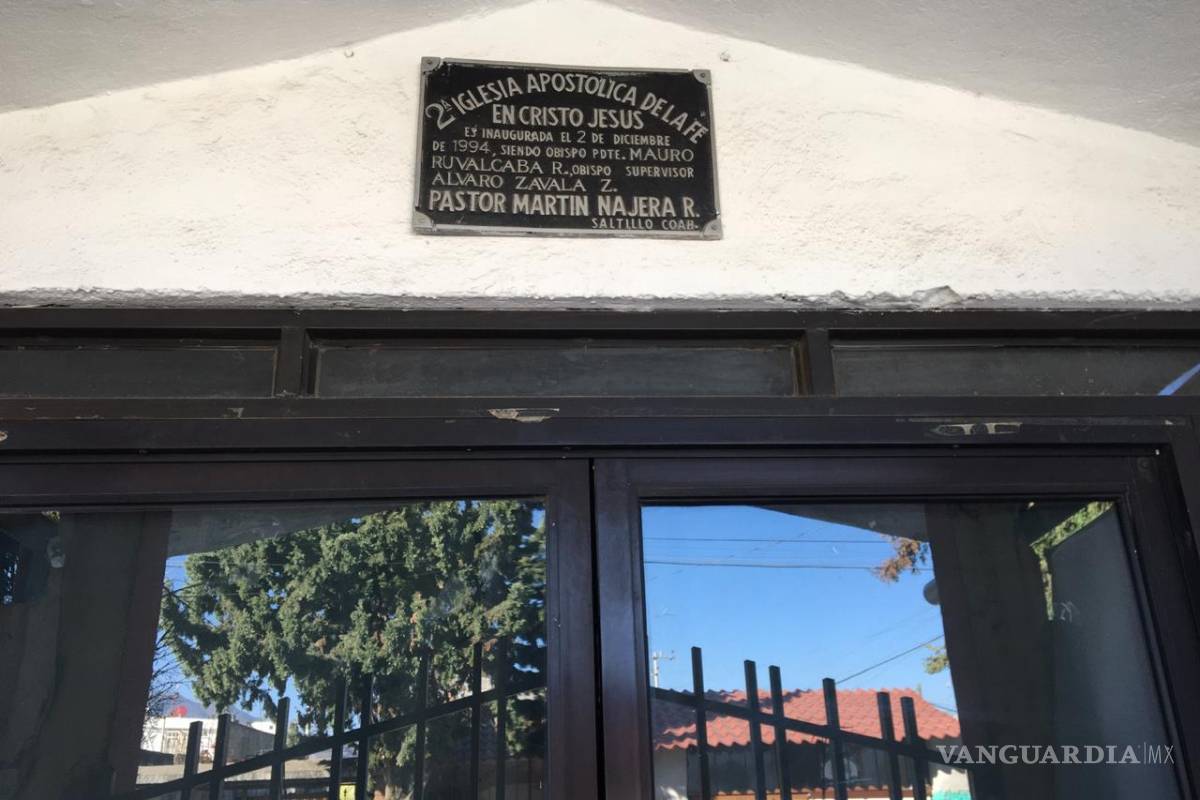 2ª IGLESIA APOSTOLICA DE LA FE
EN CRISTO JESUS
ES INAUGURADA EL 2 DE DICIEMBRE
DE 1994, SIENDO OBISPO PDTE. MAURO
RUVALCABA R., OBISPO SUPERVISOR
ALVARO ZAVALA Z.
PASTOR MARTIN NAJERA R.
SALTILLO COAH.
VANGUARDIA|MX